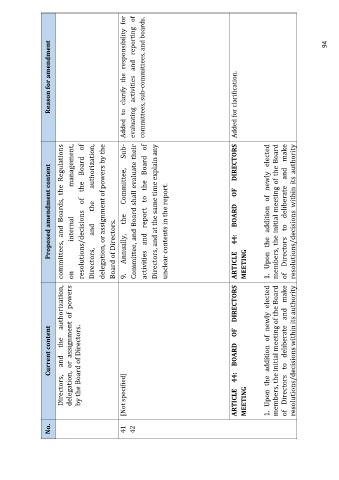 No.
Current content
Proposed amendment content
Reason for amendment
Directors, and the authorization,
delegation, or assignment of powers
by the Board of Directors.
committees, and Boards, the Regulations
on internal management,
resolutions/decisions of the Board of
Directors, and the authorization,
delegation, or assignment of powers by the
Board of Directors.
41
[Not specified]
9. Annually, the Committee, Sub-
Committee, and Board shall evaluate their
activities and report to the Board of
Directors, and at the same time explain any
unclear contents in the report.
Added to clarify the responsibility for
evaluating activities and reporting of
committees, sub-committees, and boards.
42
ARTICLE 44: BOARD OF DIRECTORS
MEETING
1. Upon the addition of newly elected
members, the initial meeting of the Board
of Directors to deliberate and make
resolutions/decisions within its authority
ARTICLE 44: BOARD OF DIRECTORS
MEETING
1. Upon the addition of newly elected
members, the initial meeting of the Board
of Directors to deliberate and make
resolutions/decisions within its authority
Added for clarification.
94